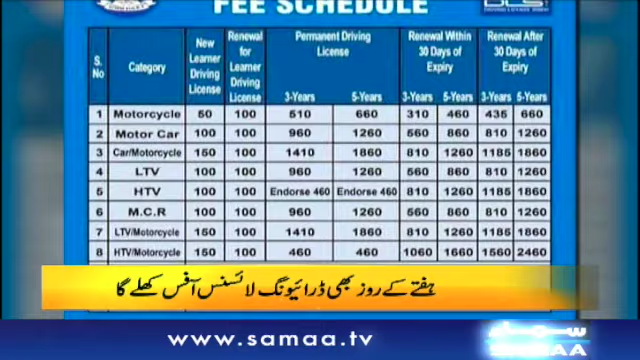 FEE SCHEDULE
S. No | Category | New Learner Driving License | Renewal for Learner Driving License | Permanent Driving License | Renewal Within 30 Days of Expiry | Renewal After 30 Days of Expiry
3-Years 5-Years 3-Years 5-Years 3-Years 5-Years
1 Motorcycle 50 100 510 660 310 460 435 660
2 Motor Car 100 100 960 1260 560 860 810 1260
3 Car/Motorcycle 150 100 1410 1860 810 1260 1185 1860
4 LTV 100 100 960 1260 560 860 810 1260
5 HTV 100 100 Endorse 460 Endorse 460 810 1260 1185 1860
6 M.C.R 100 100 960 1260 560 860 810 1260
7 LTV/Motorcycle 150 100 1410 1860 810 1260 1185 1860
8 HTV/Motorcycle 150 100 460 460 1060 1660 1560 2460
ہفتے کے روز بھی ڈرائیونگ لائسنس آفس کھلے گا
www.samaa.tv
سماء
SAMAA